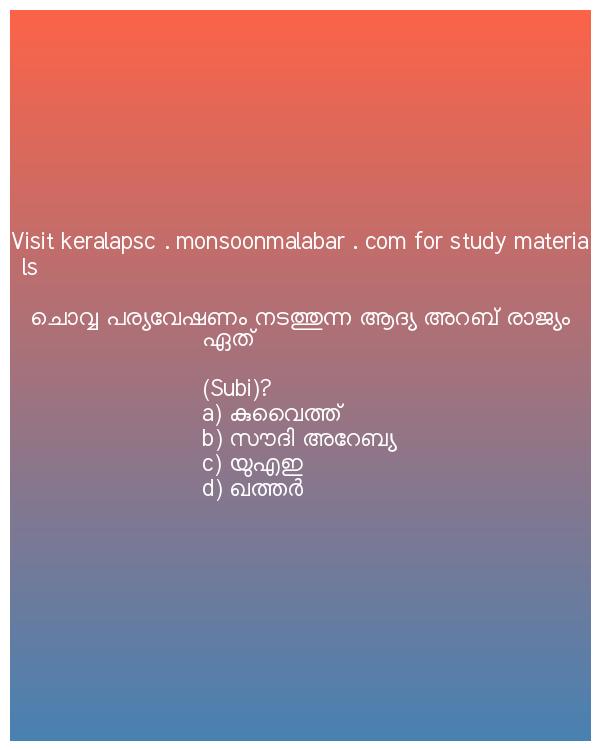 Visit keralapsc . monsoonmalabar . com for study materia
ls
ചൊവ്വ പര്യവേഷണം നടത്തുന്ന ആദ്യ അറബ് രാജ്യം
ഏത്
(Subi)?
a) കുവൈത്ത്
b) സൗദി അറേബ്യ
c) യുഎഇ
d) ഖത്തർ